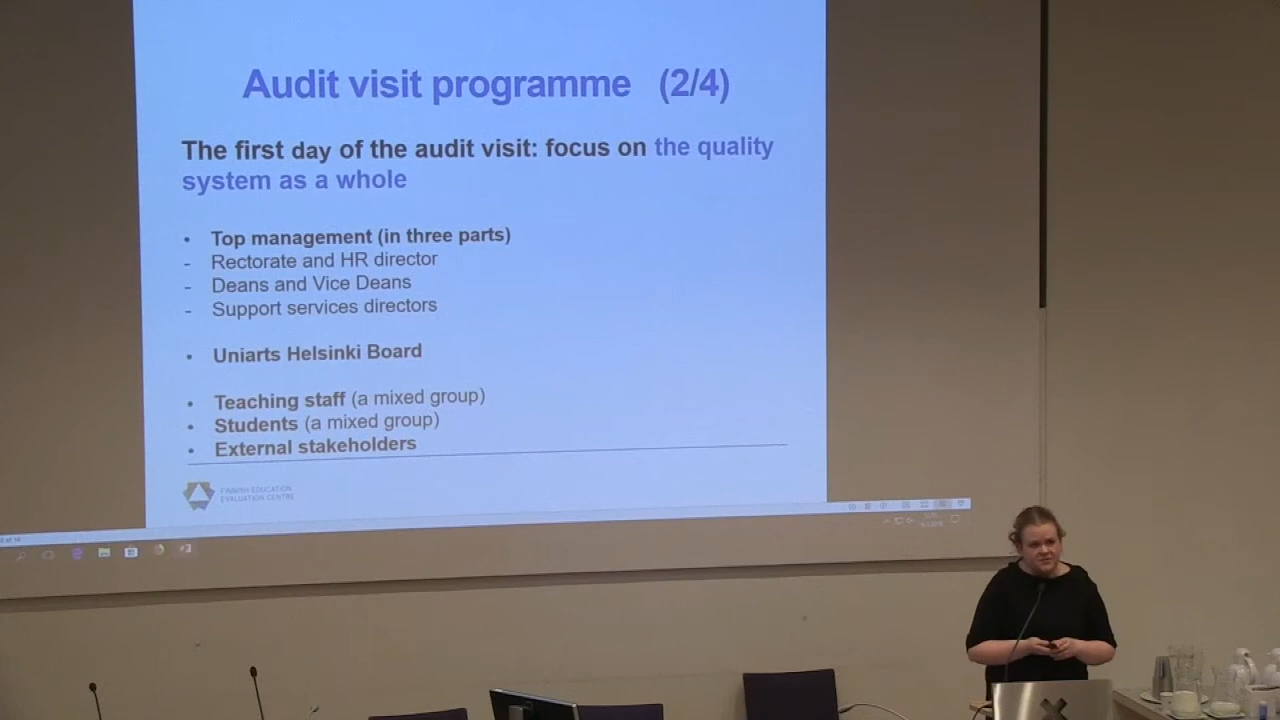 Audit visit programme (2/4)
The first day of the audit visit: focus on the quality
system as a whole
• Top management (in three parts)
- Rectorate and HR director
- Deans and Vice Deans
- Support services directors
• Uniarts Helsinki Board
• Teaching staff (a mixed group)
• Students (a mixed group)
• External stakeholders
FINNISH EDUCATION
EVALUATION CENTRE
X